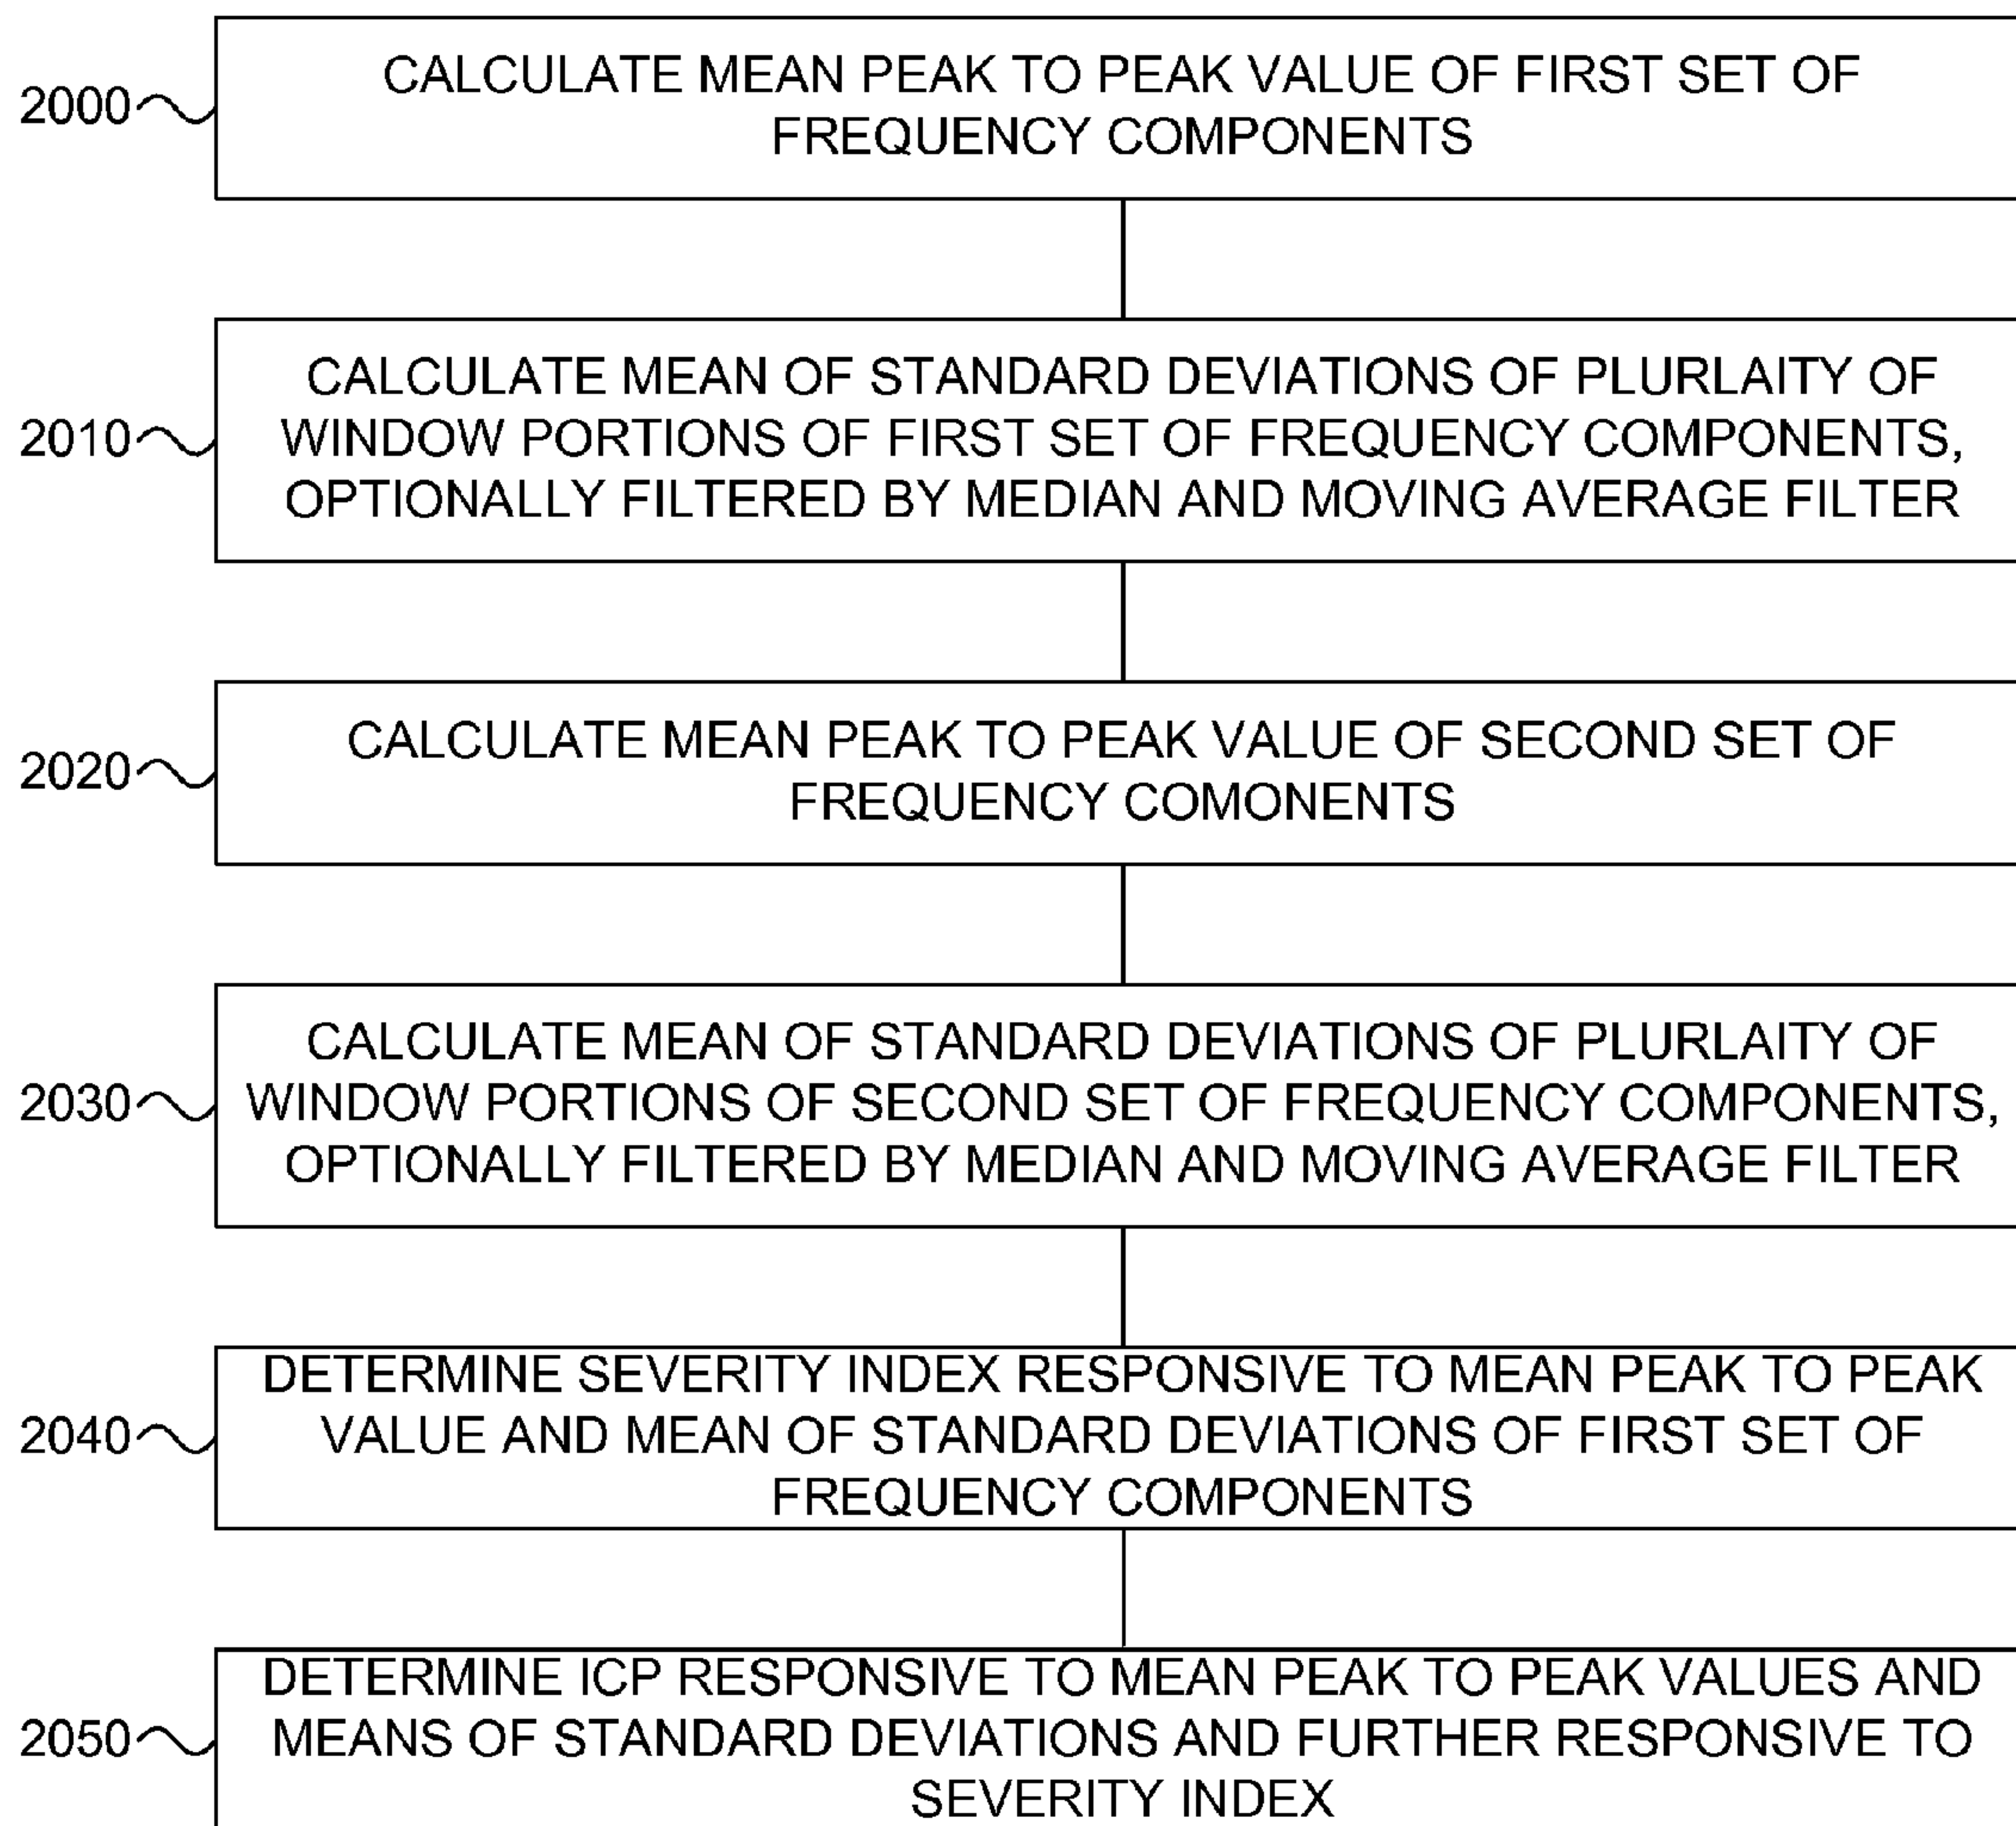 2000
CALCULATE MEAN PEAK TO PEAK VALUE OF FIRST SET OF
FREQUENCY COMPONENTS
2010
CALCULATE MEAN OF STANDARD DEVIATIONS OF PLURLAITY OF
WINDOW PORTIONS OF FIRST SET OF FREQUENCY COMPONENTS,
OPTIONALLY FILTERED BY MEDIAN AND MOVING AVERAGE FILTER
2020
CALCULATE MEAN PEAK TO PEAK VALUE OF SECOND SET OF
FREQUENCY COMONENTS
2030
CALCULATE MEAN OF STANDARD DEVIATIONS OF PLURLAITY OF
WINDOW PORTIONS OF SECOND SET OF FREQUENCY COMPONENTS,
OPTIONALLY FILTERED BY MEDIAN AND MOVING AVERAGE FILTER
2040
DETERMINE SEVERITY INDEX RESPONSIVE TO MEAN PEAK TO PEAK
VALUE AND MEAN OF STANDARD DEVIATIONS OF FIRST SET OF
FREQUENCY COMPONENTS
2050
DETERMINE ICP RESPONSIVE TO MEAN PEAK TO PEAK VALUES AND
MEANS OF STANDARD DEVIATIONS AND FURTHER RESPONSIVE TO
SEVERITY INDEX